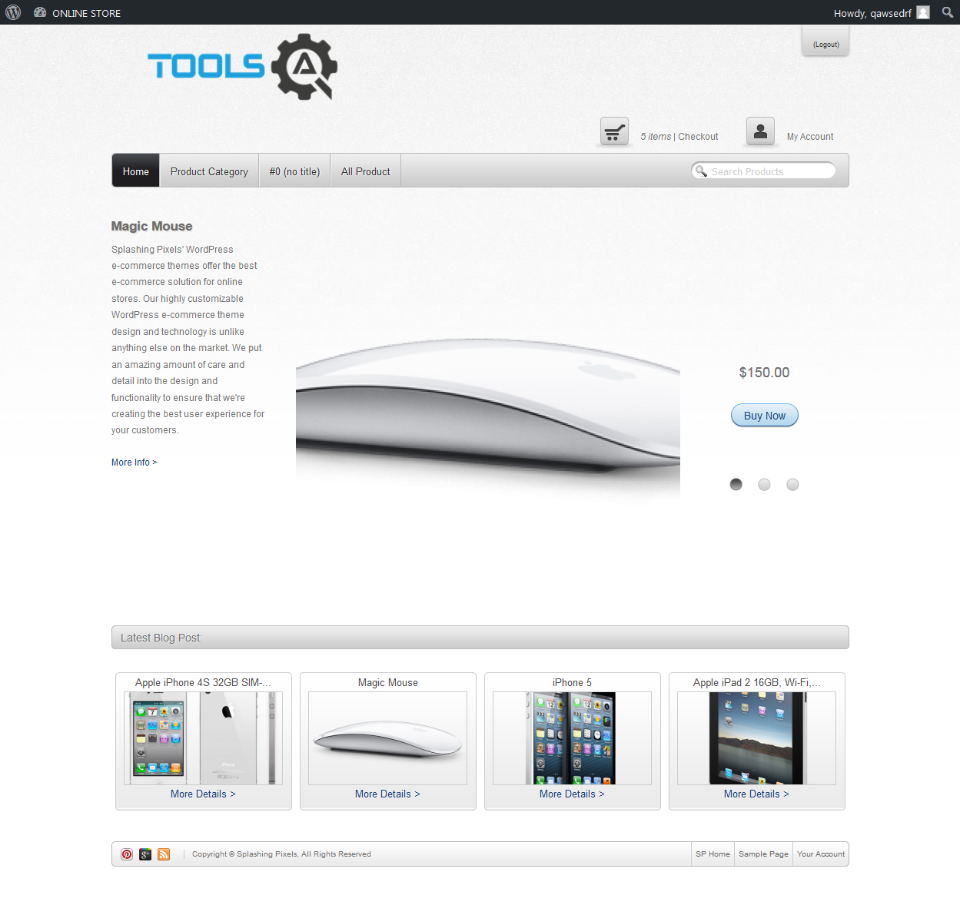 ONLINE STORE
Howdy, qawsedrf
(Logout)
TOOLS QA
5 items | Checkout
My Account
Home
Product Category
#0 (no title)
All Product
Search Products
Magic Mouse
Splashing Pixels' WordPress
e-commerce themes offer the best
e-commerce solution for online
stores. Our highly customizable
WordPress e-commerce theme
design and technology is unlike
anything else on the market. We put
an amazing amount of care and
detail into the design and
functionality to ensure that we're
creating the best user experience for
your customers.
More Info >
$150.00
Buy Now
Latest Blog Post
Apple iPhone 4S 32GB SIM-...
Magic Mouse
iPhone 5
Apple iPad 2 16GB, Wi-Fi,...
More Details >
More Details >
More Details >
More Details >
Copyright © Splashing Pixels, All Rights Reserved
SP Home
Sample Page
Your Account